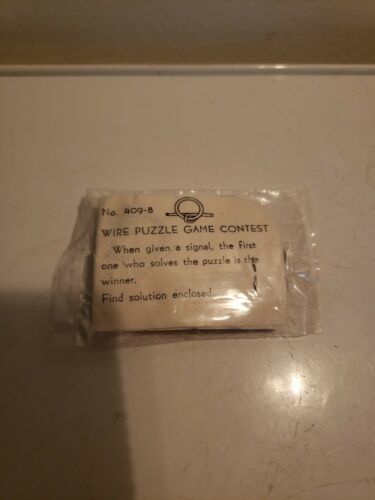 No. 409-8
WIRE PUZZLE GAME CONTEST
When given a signal, the first
one who solves the puzzle is the
winner.
Find solution enclosed.